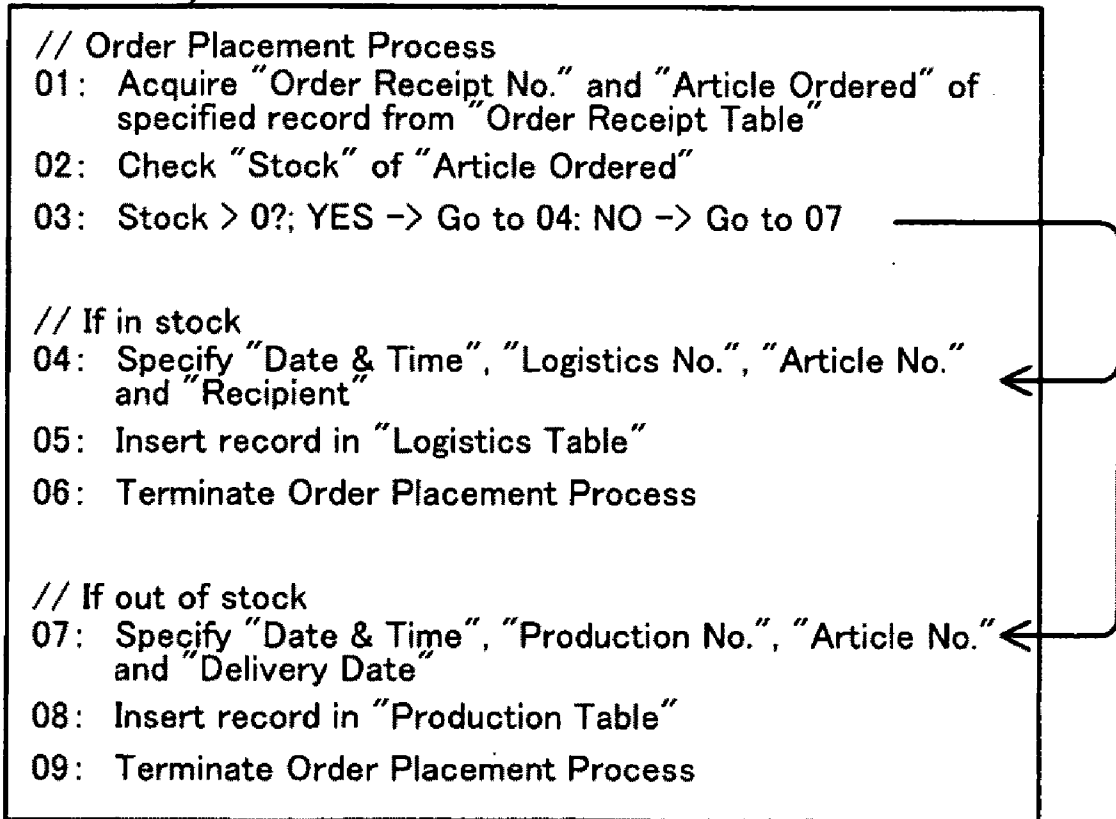 // Order Placement Process
01: Acquire "Order Receipt No." and "Article Ordered" of
specified record from "Order Receipt Table"
02: Check "Stock" of "Article Ordered"
03: Stock > 0?; YES -> Go to 04: NO -> Go to 07
// If in stock
04: Specify "Date & Time", "Logistics No.", "Article No."
and "Recipient"
05: Insert record in "Logistics Table"
06: Terminate Order Placement Process
// If out of stock
07: Specify "Date & Time", "Production No.", "Article No."
and "Delivery Date"
08: Insert record in "Production Table"
09: Terminate Order Placement Process